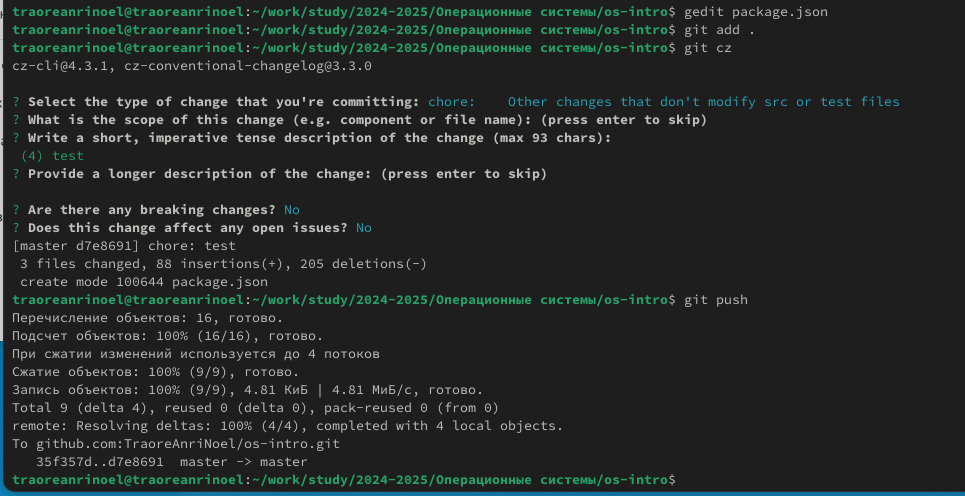 traoreanrinoel@traoreanrinoel:~/work/study/2024-2025/Операционные системы/os-intro$ gedit package.json
traoreanrinoel@traoreanrinoel:~/work/study/2024-2025/Операционные системы/os-intro$ git add .
traoreanrinoel@traoreanrinoel:~/work/study/2024-2025/Операционные системы/os-intro$ git cz
cz-cli@4.3.1, cz-conventional-changelog@3.3.0
? Select the type of change that you're committing: chore:    Other changes that don't modify src or test files
? What is the scope of this change (e.g. component or file name): (press enter to skip)
? Write a short, imperative tense description of the change (max 93 chars):
 (4) test
? Provide a longer description of the change: (press enter to skip)
? Are there any breaking changes? No
? Does this change affect any open issues? No
[master d7e8691] chore: test
 3 files changed, 88 insertions(+), 205 deletions(-)
 create mode 100644 package.json
traoreanrinoel@traoreanrinoel:~/work/study/2024-2025/Операционные системы/os-intro$ git push
Перечисление объектов: 16, готово.
Подсчет объектов: 100% (16/16), готово.
При сжатии изменений используется до 4 потоков
Сжатие объектов: 100% (9/9), готово.
Запись объектов: 100% (9/9), 4.81 КиБ | 4.81 МиБ/с, готово.
Total 9 (delta 4), reused 0 (delta 0), pack-reused 0 (from 0)
remote: Resolving deltas: 100% (4/4), completed with 4 local objects.
To github.com:TraoreAnriNoel/os-intro.git
   35f357d..d7e8691  master -> master
traoreanrinoel@traoreanrinoel:~/work/study/2024-2025/Операционные системы/os-intro$